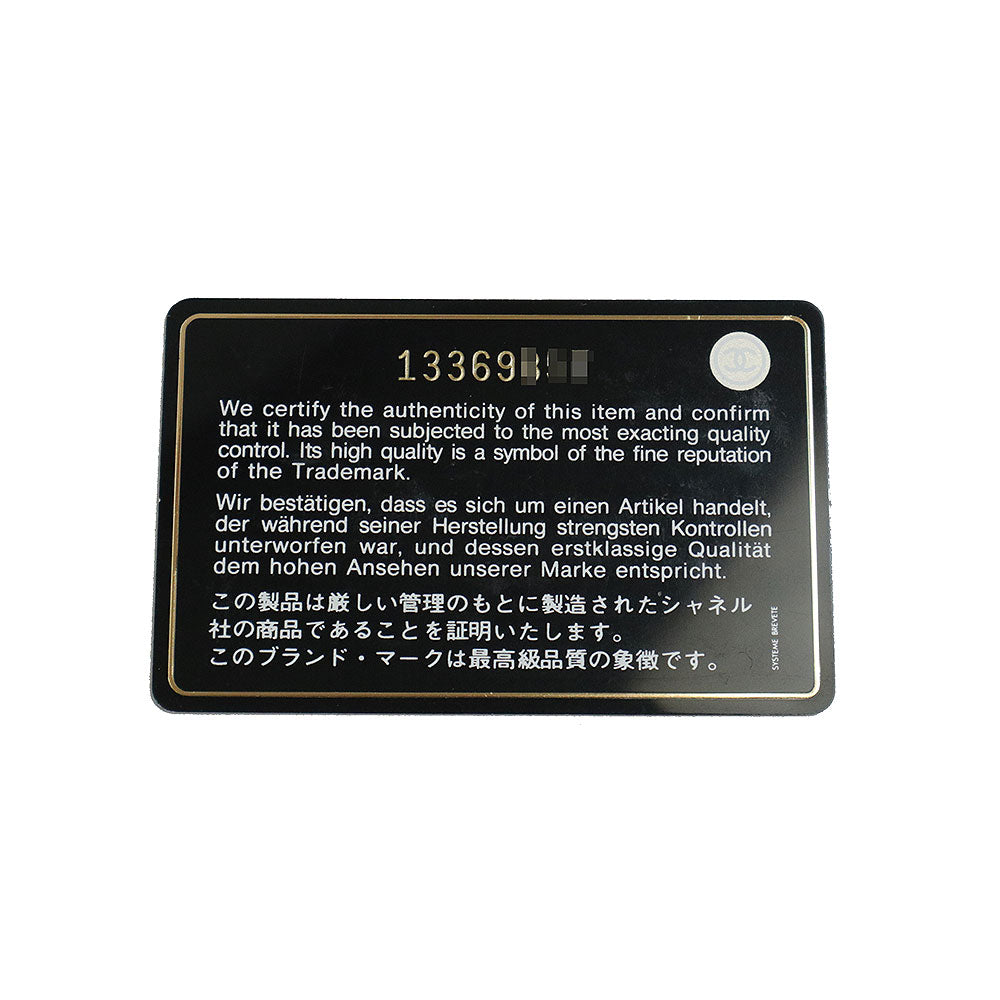 13369
We certify the authenticity of this item and confirm
that it has been subjected to the most exacting quality
control. Its high quality is a symbol of the fine reputation
of the Trademark.
Wir bestätigen, dass es sich um einen Artikel handelt,
der während seiner Herstellung strengsten Kontrollen
unterworfen war, und dessen erstklassige Qualität
dem hohen Ansehen unserer Marke entspricht.
この製品は厳しい管理のもとに製造されたシャネル
社の商品であることを証明いたします。
このブランド・マークは最高級品質の象徴です。
SYSTEME BREVETE